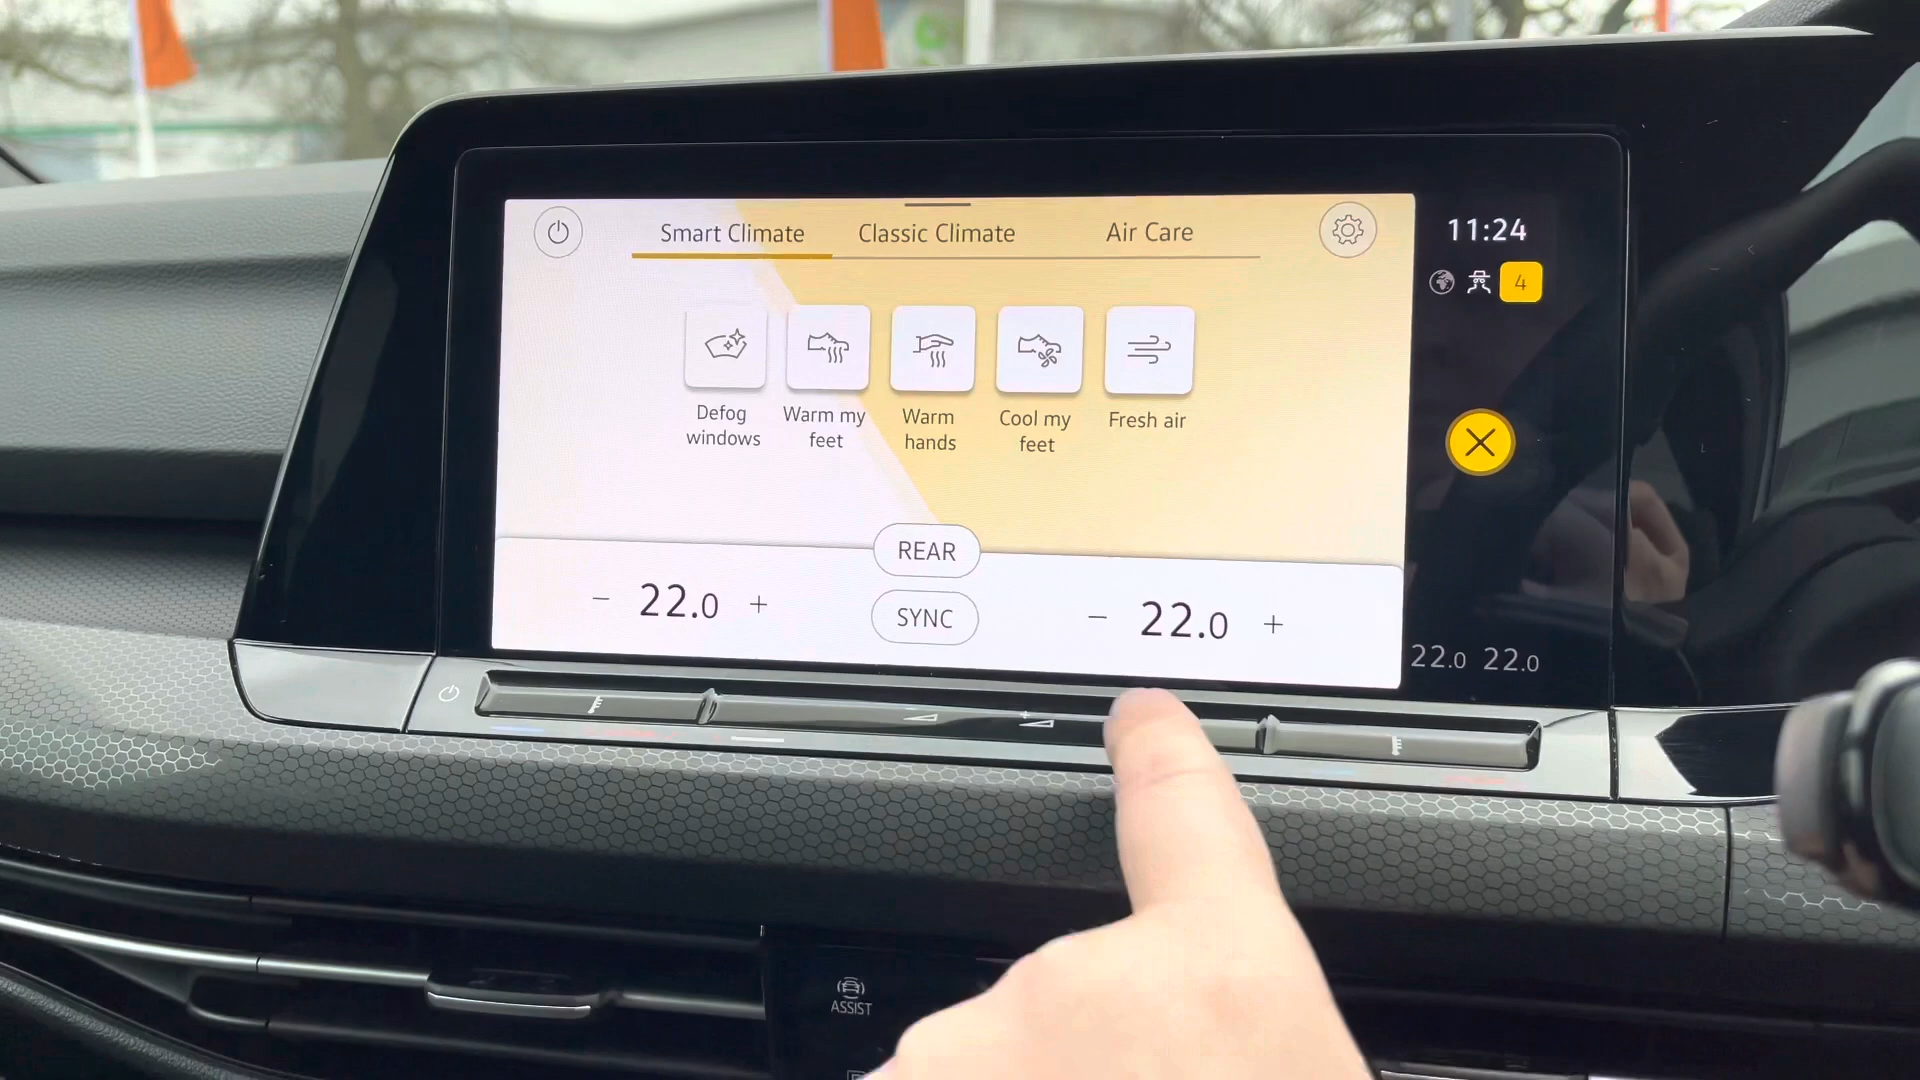 Smart Climate Classic Climate Air Care
11:24
4
Defog windows
Warm my feet
Warm hands
Cool my feet
Fresh air
REAR
- 22.0 +
SYNC
- 22.0 +
22.0 22.0
ASSIST